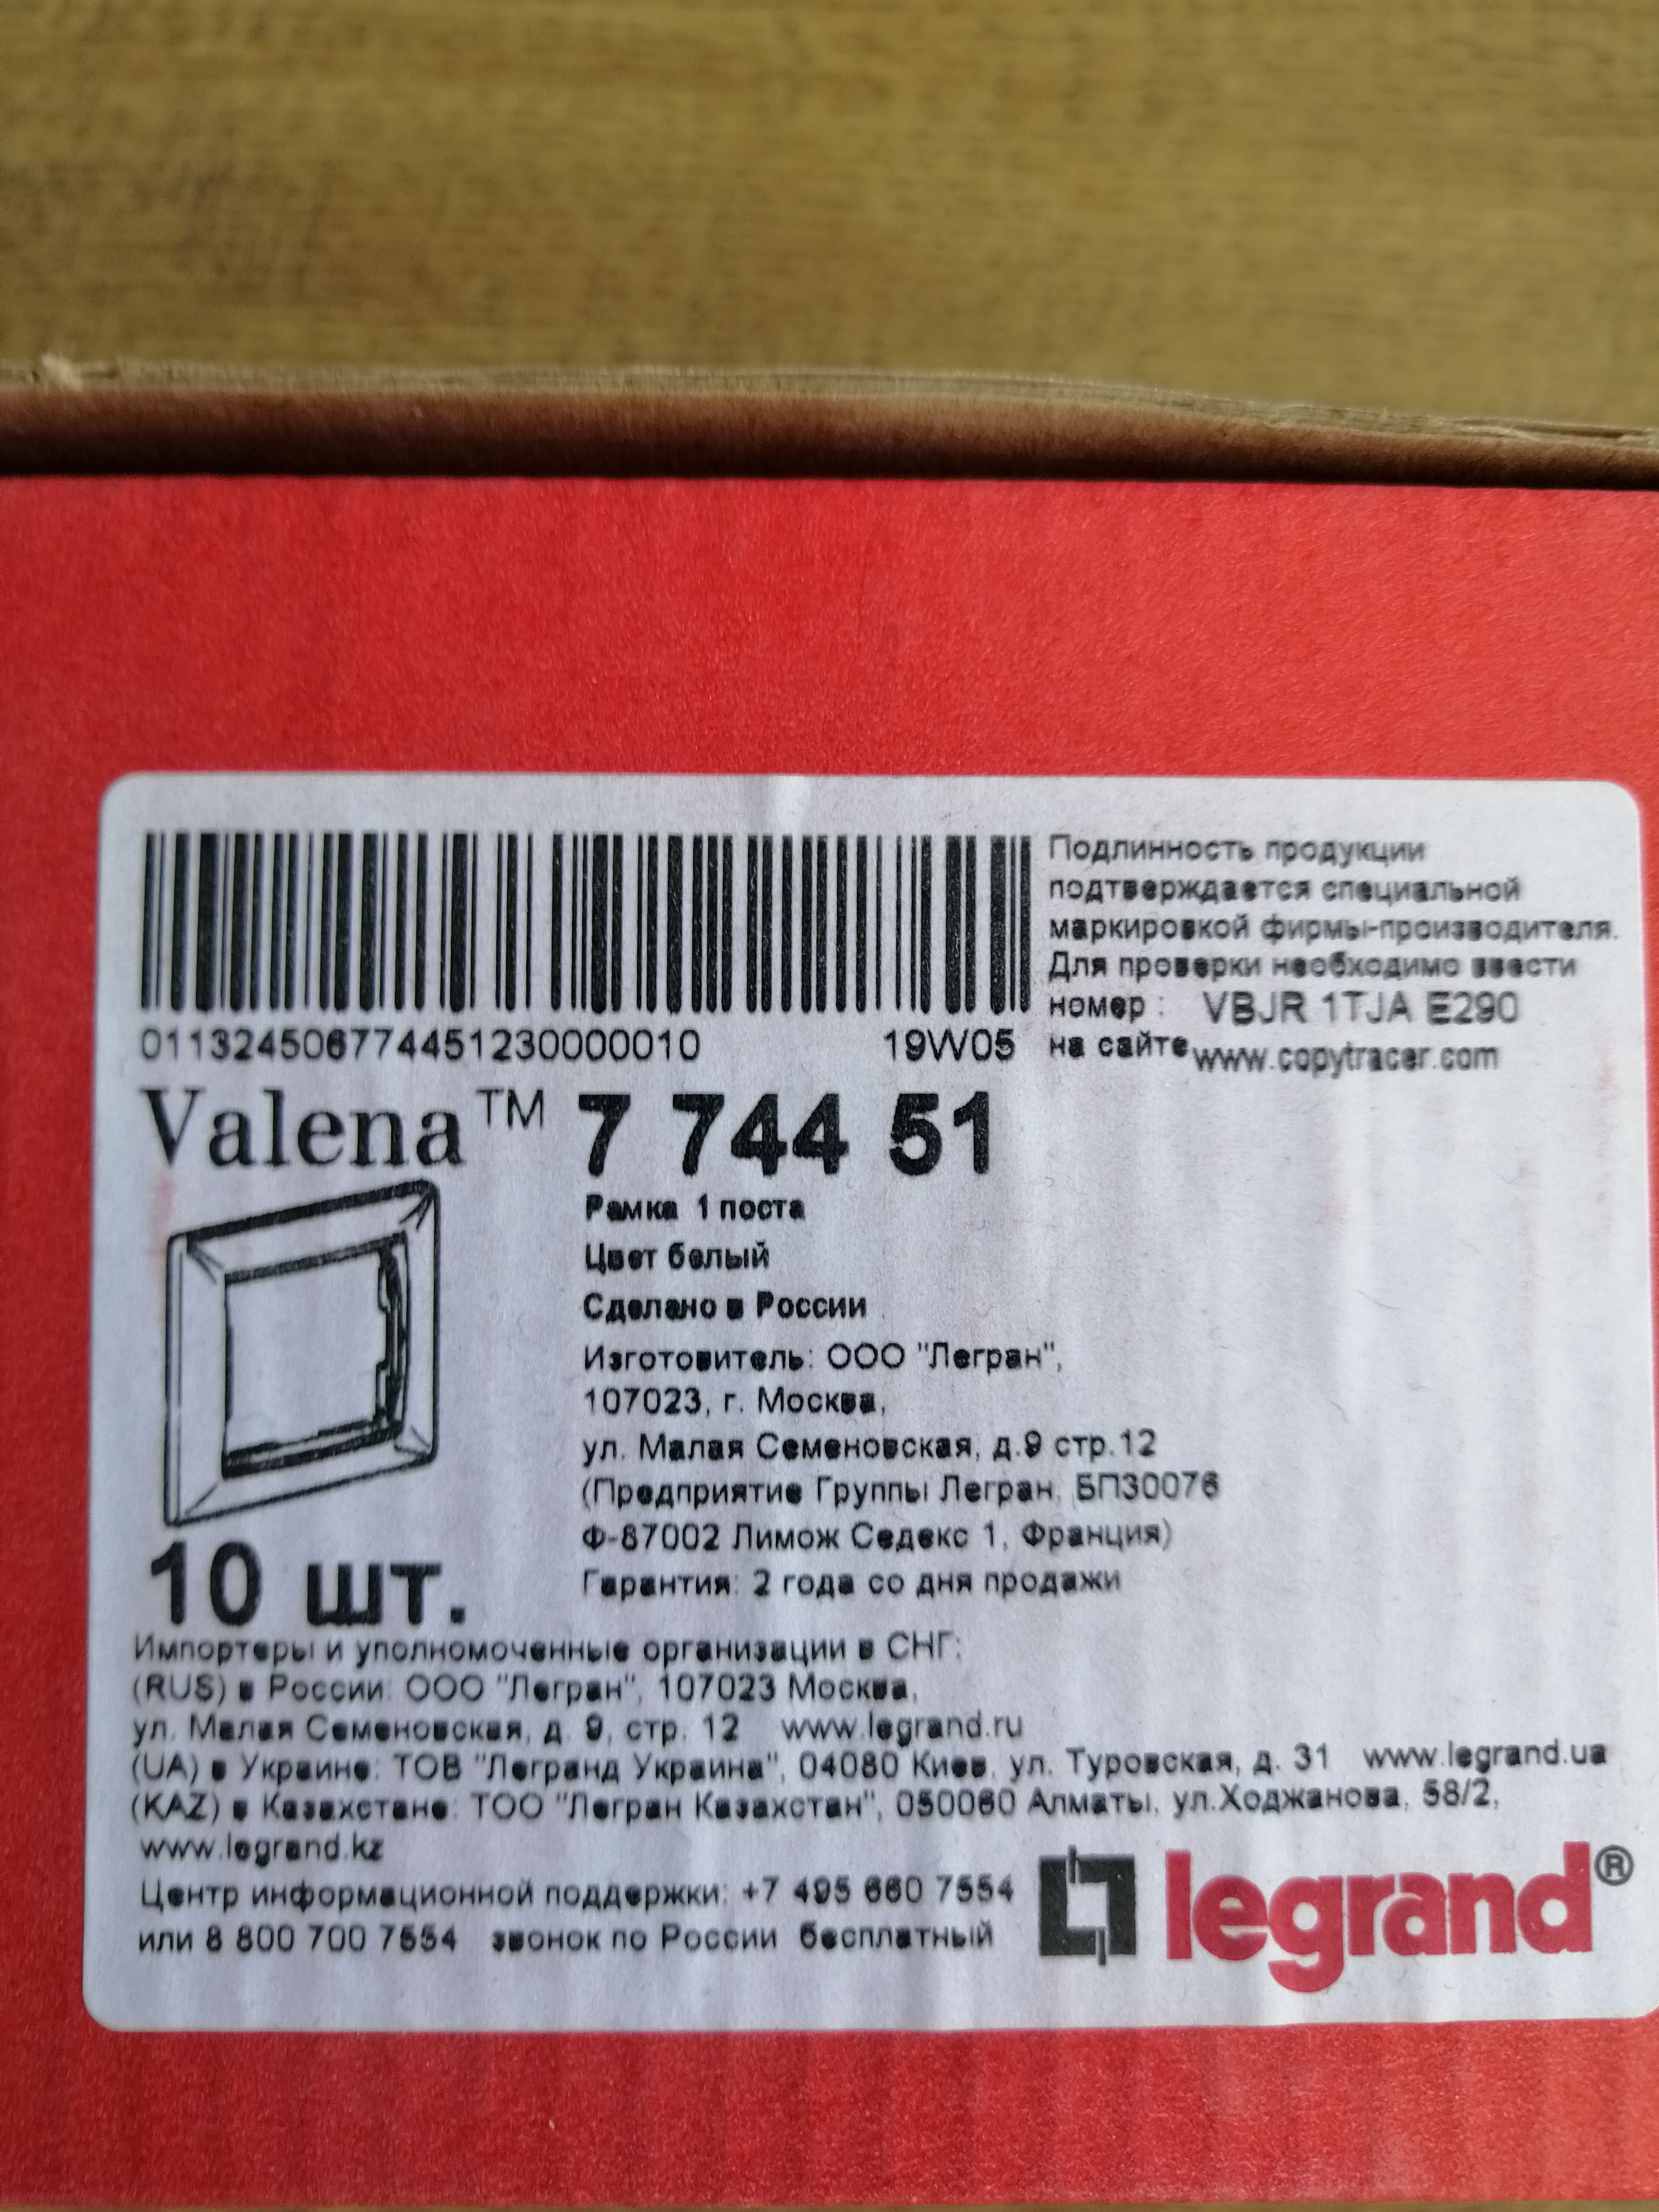 Подлинность продукции
подтверждается специальной
маркировкой фирмы-производителя.
Для проверки необходимо ввести
номер : VBJR 1TJA E290
на сайте www.copytracer.com
011324506774451230000010 19W05
Valena™ 7 744 51
Рамка 1 поста
Цвет белый
Сделано в России
Изготовитель: ООО "Легран",
107023, г. Москва,
ул. Малая Семеновская, д.9 стр.12
(Предприятие Группы Легран, БП30076
Ф-87002 Лимож Седекс 1, Франция)
Гарантия: 2 года со дня продажи
10 шт.
Импортеры и уполномоченные организации в СНГ:
(RUS) в России: ООО "Легран", 107023 Москва,
ул. Малая Семеновская, д. 9, стр. 12 www.legrand.ru
(UA) в Украине: ТОВ "Легранд Украина", 04080 Киев, ул. Туровская, д. 31 www.legrand.ua
(KAZ) в Казахстане: ТОО "Легран Казахстан", 050060 Алматы, ул.Ходжанова, 58/2,
www.legrand.kz
Центр информационной поддержки: +7 495 660 7554
или 8 800 700 7554 звонок по России бесплатный
legrand®